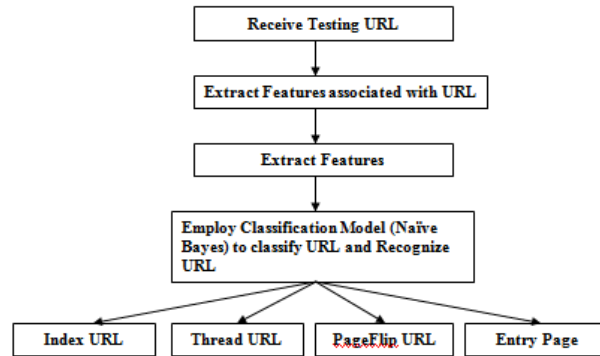 Receive Testing URL
Extract Features associated with URL
Extract Features
Employ Classification Model (Naïve
Bayes) to classify URL and Recognize
URL
Index URL
Thread URL
PageFlip URL
Entry Page